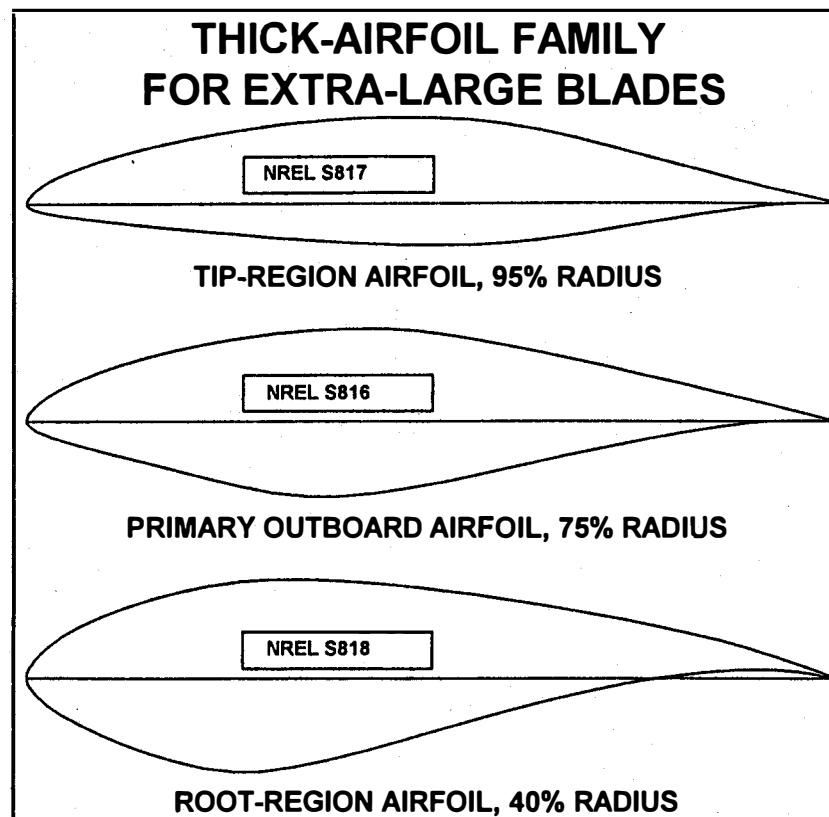 THICK-AIRFOIL FAMILY
FOR EXTRA-LARGE BLADES
NREL S817
TIP-REGION AIRFOIL, 95% RADIUS
NREL S816
PRIMARY OUTBOARD AIRFOIL, 75% RADIUS
NREL S818
ROOT-REGION AIRFOIL, 40% RADIUS